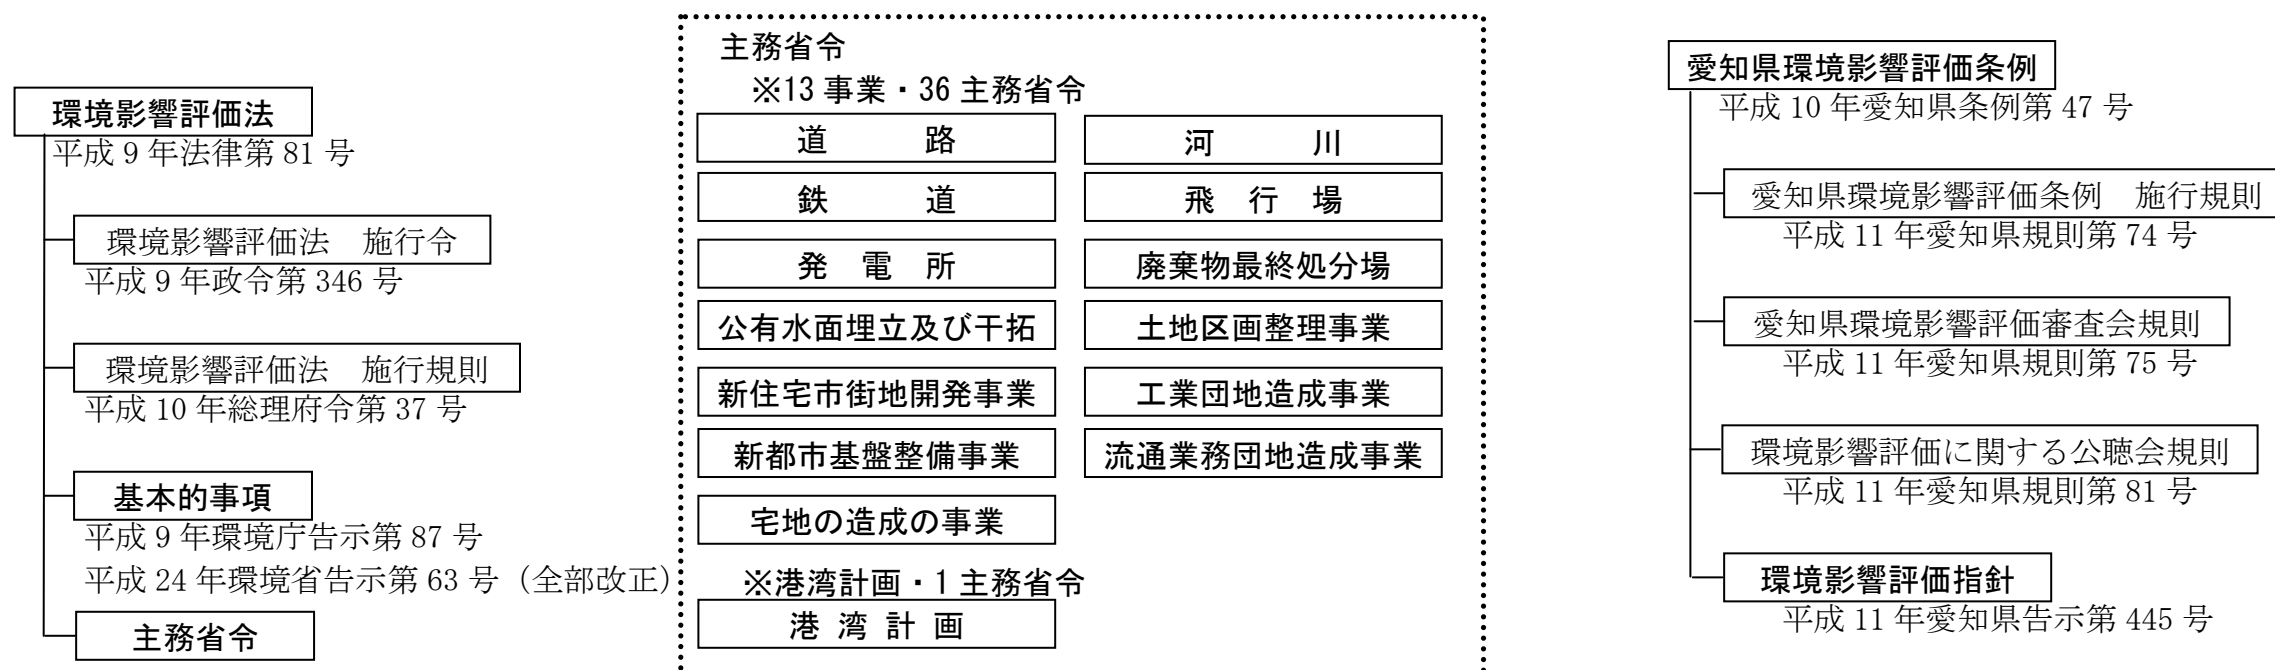 環境影響評価法
平成 9 年法律第 81 号
環境影響評価法　施行令
平成 9 年政令第 346 号
環境影響評価法　施行規則
平成 10 年総理府令第 37 号
基本的事項
平成 9 年環境庁告示第 87 号
平成 24 年環境省告示第 63 号（全部改正）
主務省令
主務省令
※13 事業・36 主務省令
道　　　路
河　　　川
鉄　　　道
飛　行　場
発　電　所
廃棄物最終処分場
公有水面埋立及び干拓
土地区画整理事業
新住宅市街地開発事業
工業団地造成事業
新都市基盤整備事業
流通業務団地造成事業
宅地の造成の事業
※港湾計画・1 主務省令
港 湾 計 画
愛知県環境影響評価条例
平成 10 年愛知県条例第 47 号
愛知県環境影響評価条例　施行規則
平成 11 年愛知県規則第 74 号
愛知県環境影響評価審査会規則
平成 11 年愛知県規則第 75 号
環境影響評価に関する公聴会規則
平成 11 年愛知県規則第 81 号
環境影響評価指針
平成 11 年愛知県告示第 445 号